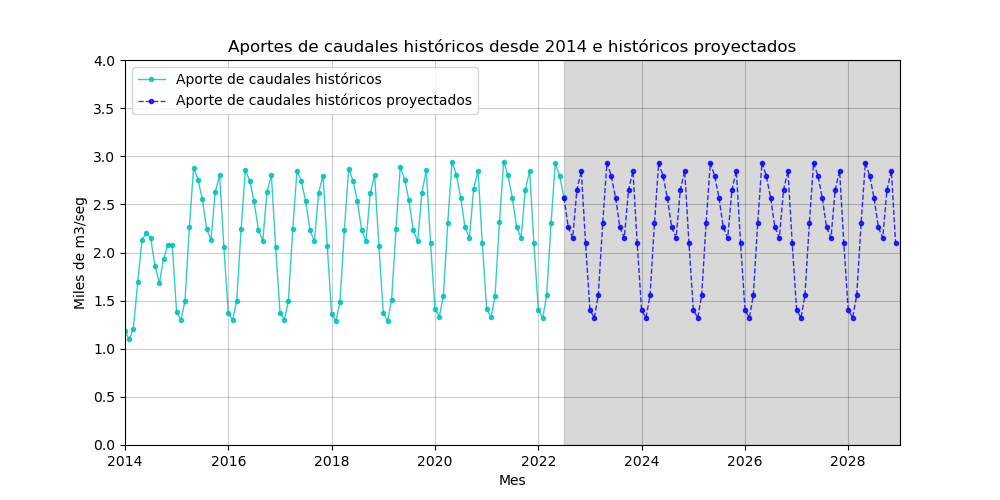 Aportes de caudales históricos desde 2014 e históricos proyectados
Aporte de caudales históricos
Aporte de caudales históricos proyectados
Miles de m3/seg
4.0
3.5
3.0
2.5
2.0
1.5
1.0
0.5
0.0
2014 2016 2018 2020 2022 2024 2026 2028
Mes